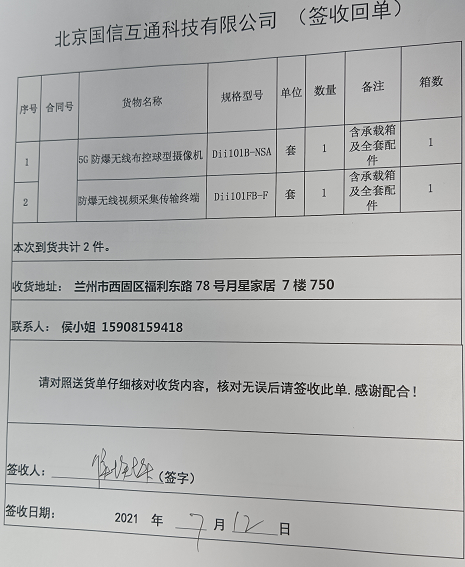 北京国信互通科技有限公司 （签收回单）
序号 合同号 货物名称 规格型号 单位 数量 备注 箱数
1 5G 防爆无线布控球型摄像机 Dii101B-NSA 套 1 含承载箱及全套配件 1
2 防爆无线视频采集传输终端 Dii101FB-F 套 1 含承载箱及全套配件 1
本次到货共计 2 件。
收货地址： 兰州市西固区福利东路 78 号月星家居 7 楼 750
联系人： 侯小姐 15908159418
请对照送货单仔细核对收货内容，核对无误后请签收此单.感谢配合！
签收人： (签字)
签收日期： 2021 年 7 月 12 日